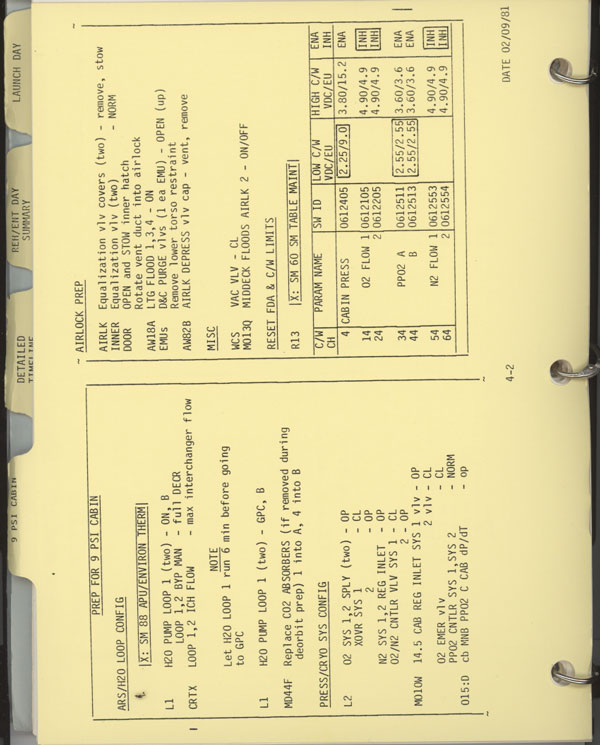 LAUNCH DAY
REH/ENT DAY
SUMMARY
DETAILED
TIMELINE
9 PSI CABIN
PREP FOR 9 PSI CABIN
ARS/H2O LOOP CONFIG
X: SM 88 APU/ENVIRON THERM
L1 H2O PUMP LOOP 1 (two) - ON, B
LOOP 1,2 BYP MAN - full DECR
CRTX LOOP 1,2 ICH FLOW - max interchanger flow
NOTE
Let H2O LOOP 1 run 6 min before going
to GPC
L1 H2O PUMP LOOP 1 (two) - GPC, B
MD44F Replace CO2 ABSORBERS (if removed during
deorbit prep) 1 into A, 4 into B
PRESS/CRYO SYS CONFIG
L2 O2 SYS 1,2 SPLY (two) - OP
XOVR SYS 1 - CL
2 - OP
N2 SYS 1,2 REG INLET - OP
O2/N2 CNTLR VLV SYS 1 - CL
2 - OP
MO10W 14.5 CAB REG INLET SYS 1 vlv - OP
2 vlv - CL
O2 EMER vlv - CL
PPO2 CNTLR SYS 1,SYS 2 - NORM
O15:D cb MNB PPO2 C CAB dP/dT - op
~ AIRLOCK PREP
AIRLK Equalization vlv covers (two) - remove, stow
INNER Equalization vlv (two) - NORM
DOOR OPEN and STOW inner hatch
Rotate vent duct into airlock
AW18A LTG FLOOD 1,3,4 - ON
EMUs D&C PURGE vlvs (1 ea EMU) - OPEN (up)
Remove lower torso restraint
AW82B AIRLK DEPRESS vlv cap - vent, remove
MISC
WCS VAC VLV - CL
MO13Q MIDDECK FLOODS AIRLK 2 - ON/OFF
RESET FDA & C/W LIMITS
R13 X: SM 60 SM TABLE MAINT
C/W PARAM NAME SW ID LOW C/W HIGH C/W ENA
CH VDC/EU VDC/EU INH
4 CABIN PRESS 0612405 2.25/9.0 3.80/15.2 ENA
14 O2 FLOW 1 0612105 4.90/4.9 INH
24 2 0612205 4.90/4.9 INH
34 PPO2 A 0612511 2.55/2.55 3.60/3.6 ENA
44 B 0612513 2.55/2.55 3.60/3.6 ENA
54 N2 FLOW 1 0612553 4.90/4.9 INH
64 2 0612554 4.90/4.9 INH
4-2
DATE 02/09/81